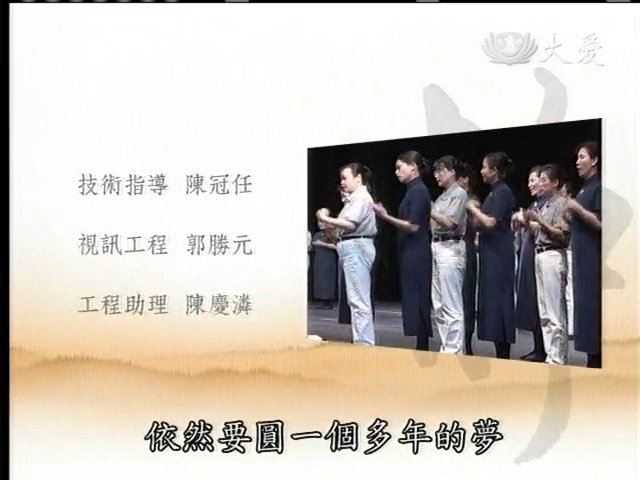 大愛
技術指導 陳冠任
視訊工程 郭勝元
工程助理 陳慶潾
依然要圓一個多年的夢